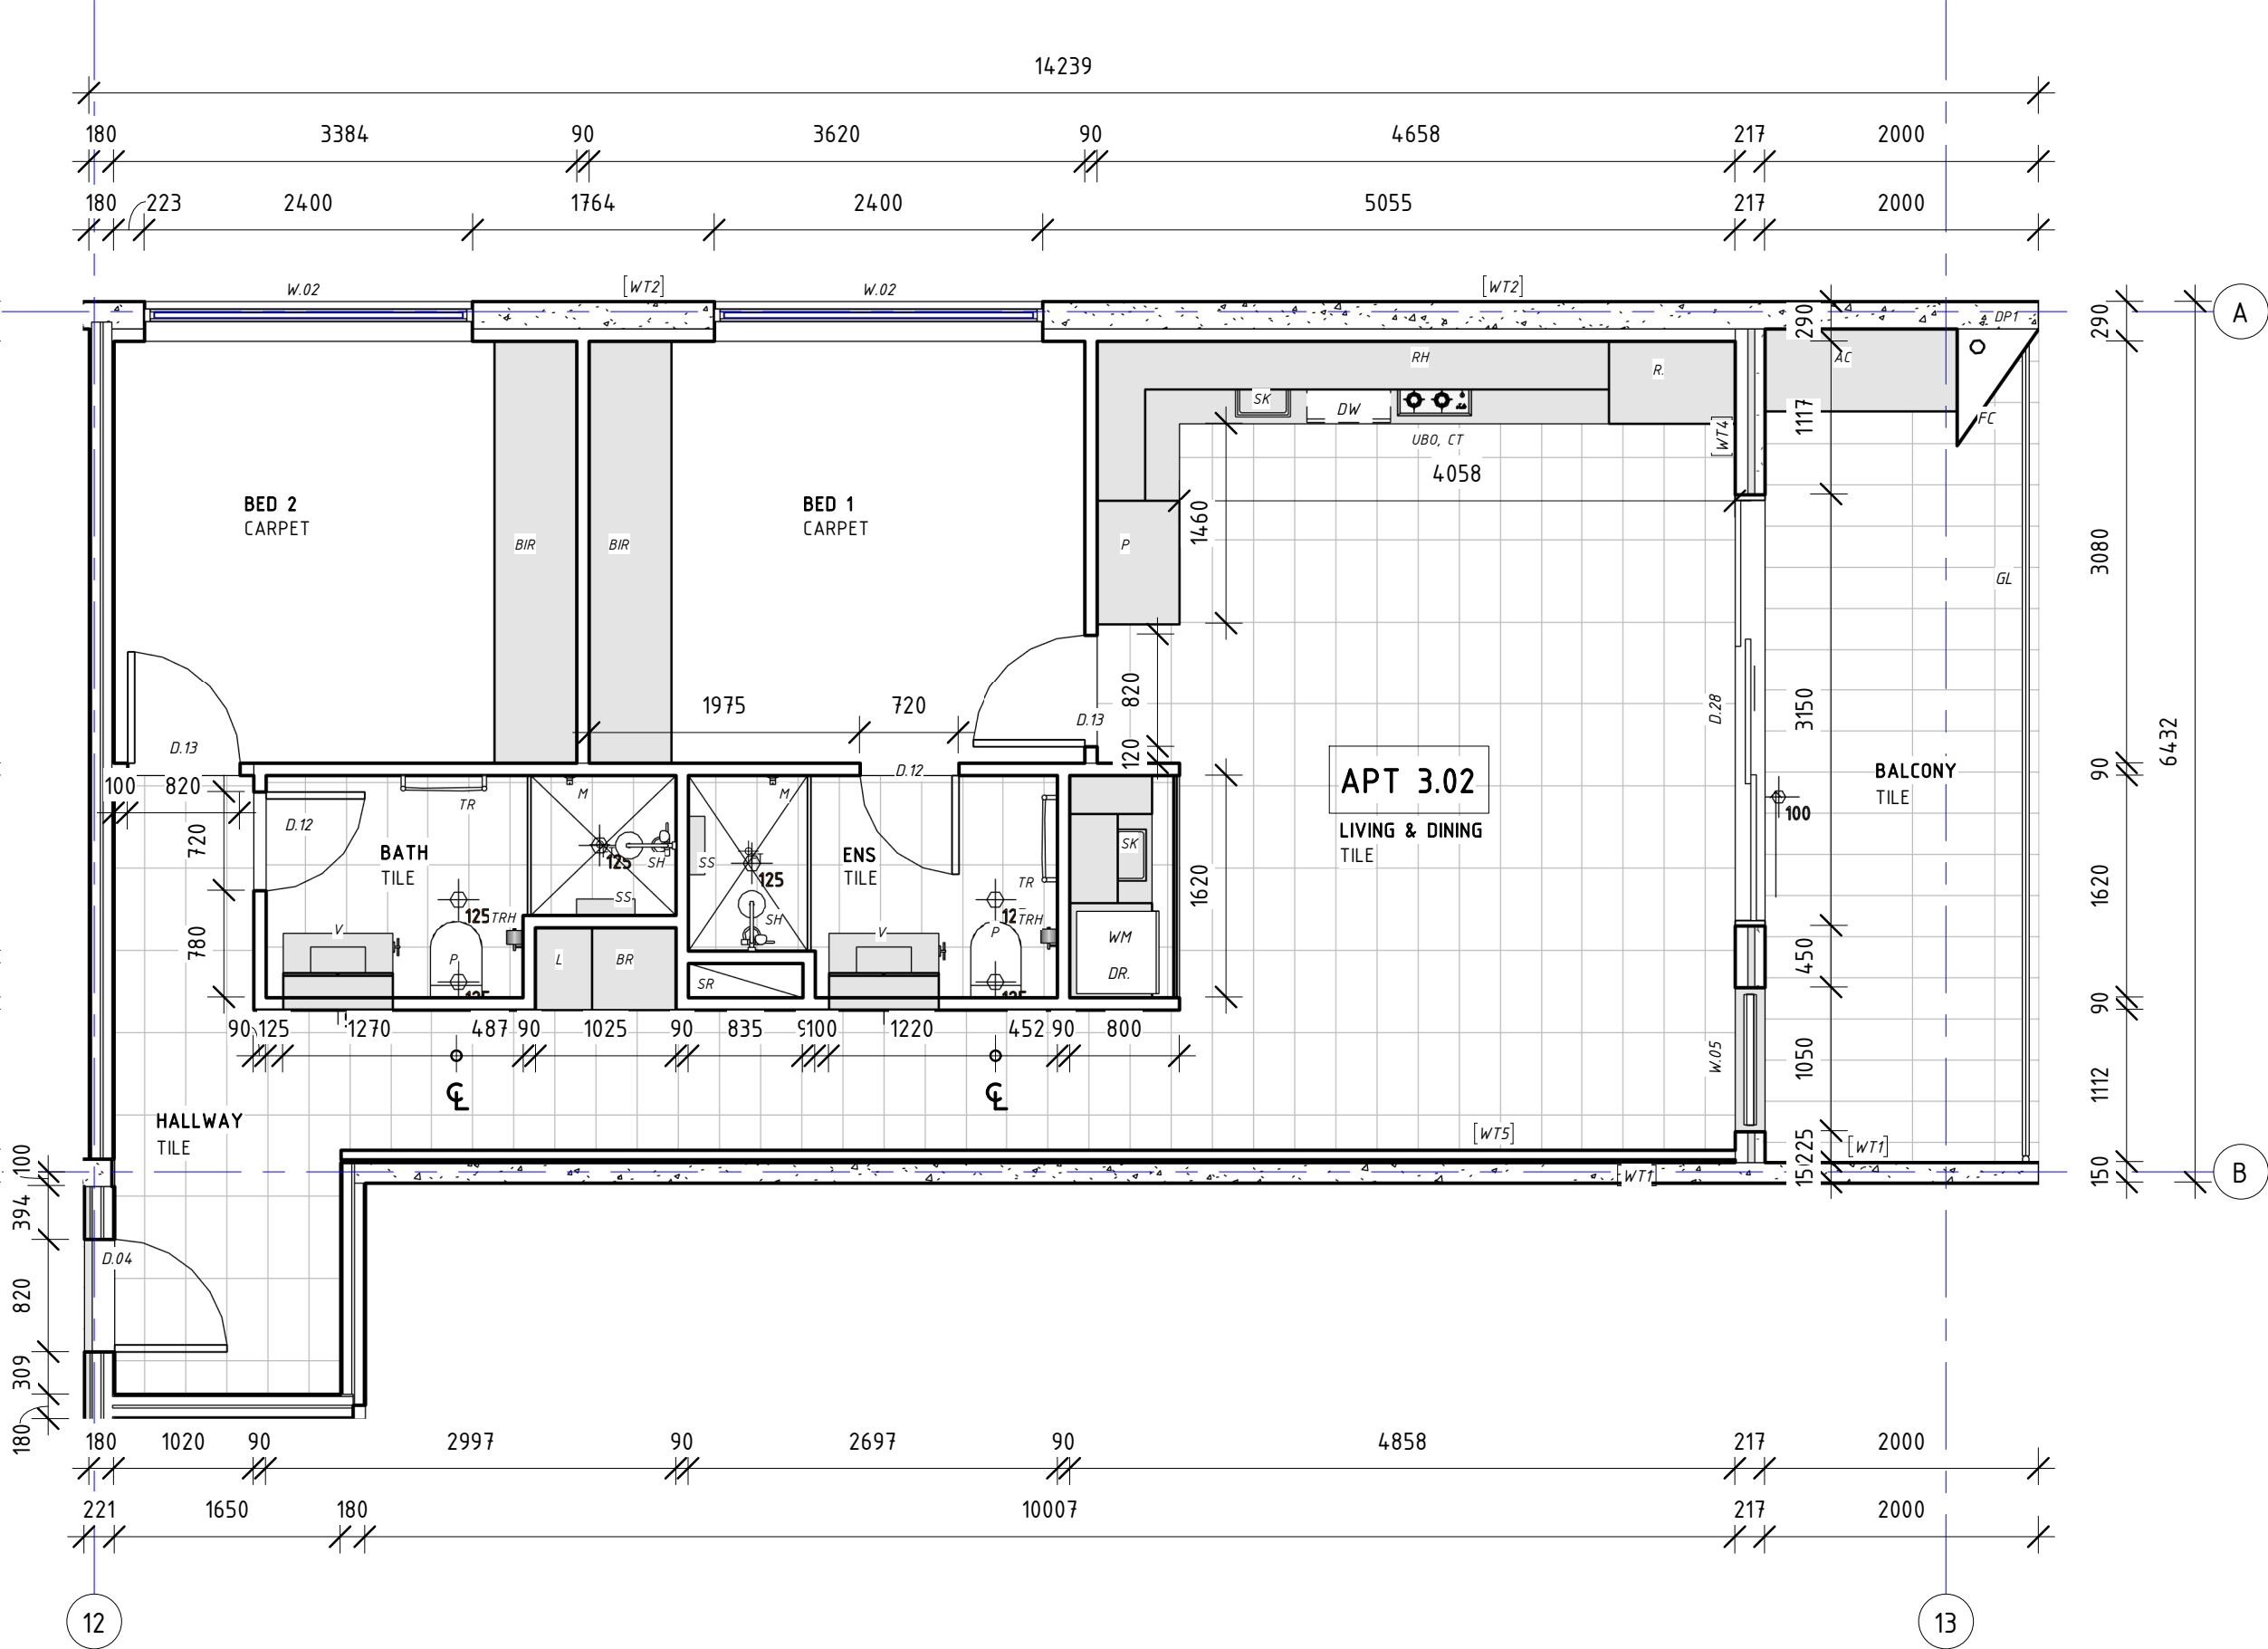 14239
180 3384 90 3620 90 4658 217 2000
180 223 2400 1764 2400 5055 217 2000
W.02 [WT2] W.02 [WT2]
290 DP1 290 A
RH R. AC
SK DW 1117 FC
UBO, CT [WT4]
4058
BED 2 BED 1
CARPET CARPET
1460
BIR BIR P 3080
GL
1975 720 820 D.28 3150
D.13 D.13 120 6432
D.12 APT 3.02 BALCONY
TILE 90
100 820 TR M M
100
720 D.12 LIVING & DINING
BATH ENS SK TILE
TILE TILE
125 SH SS 125
TR 1620 1620
SS
125 TRH SH TRH
780 V V P WM 450
P L BR DR.
SR
125 125 90
90 125 1270 487 90 1025 90 835 100 1220 452 90 800
W.05 1050 1112
℄ ℄
HALLWAY
TILE [WT5] 225 [WT1]
100 [WT1] 150 150 B
394
D.04
820
309
180
180 1020 90 2997 90 2697 90 4858 217 2000
221 1650 180 10007 217 2000
12 13